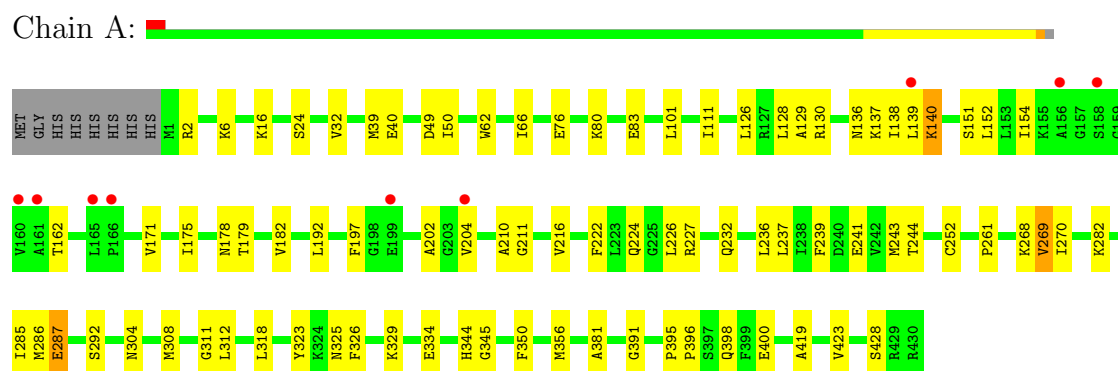 Chain A:
MET GLY HIS HIS HIS HIS HIS HIS M1 R2 K6 K16 S24 V32 M39 E40 D49 I50 W62 I66 E76 K80 E83 L101 I111 L126 R127 L128 A129 R130 N136 K137 I138 L139 K140 S151 L152 L153 I154 K155 A156 G157 S158 G159
V160 A161 T162 L165 P166 V171 I175 N178 T179 V182 L192 F197 G198 E199 A202 G203 V204 A210 G211 V216 F222 L223 Q224 G225 L226 R227 Q232 L236 L237 I238 F239 D240 E241 V242 M243 T244 C252 P261 K268 V269 I270 K282
I285 M286 E287 S292 N304 M308 G311 L312 L318 Y323 K324 N325 F326 K329 E334 H344 G345 F350 M356 A381 G391 P395 P396 S397 Q398 F399 E400 A419 V423 S428 R429 R430